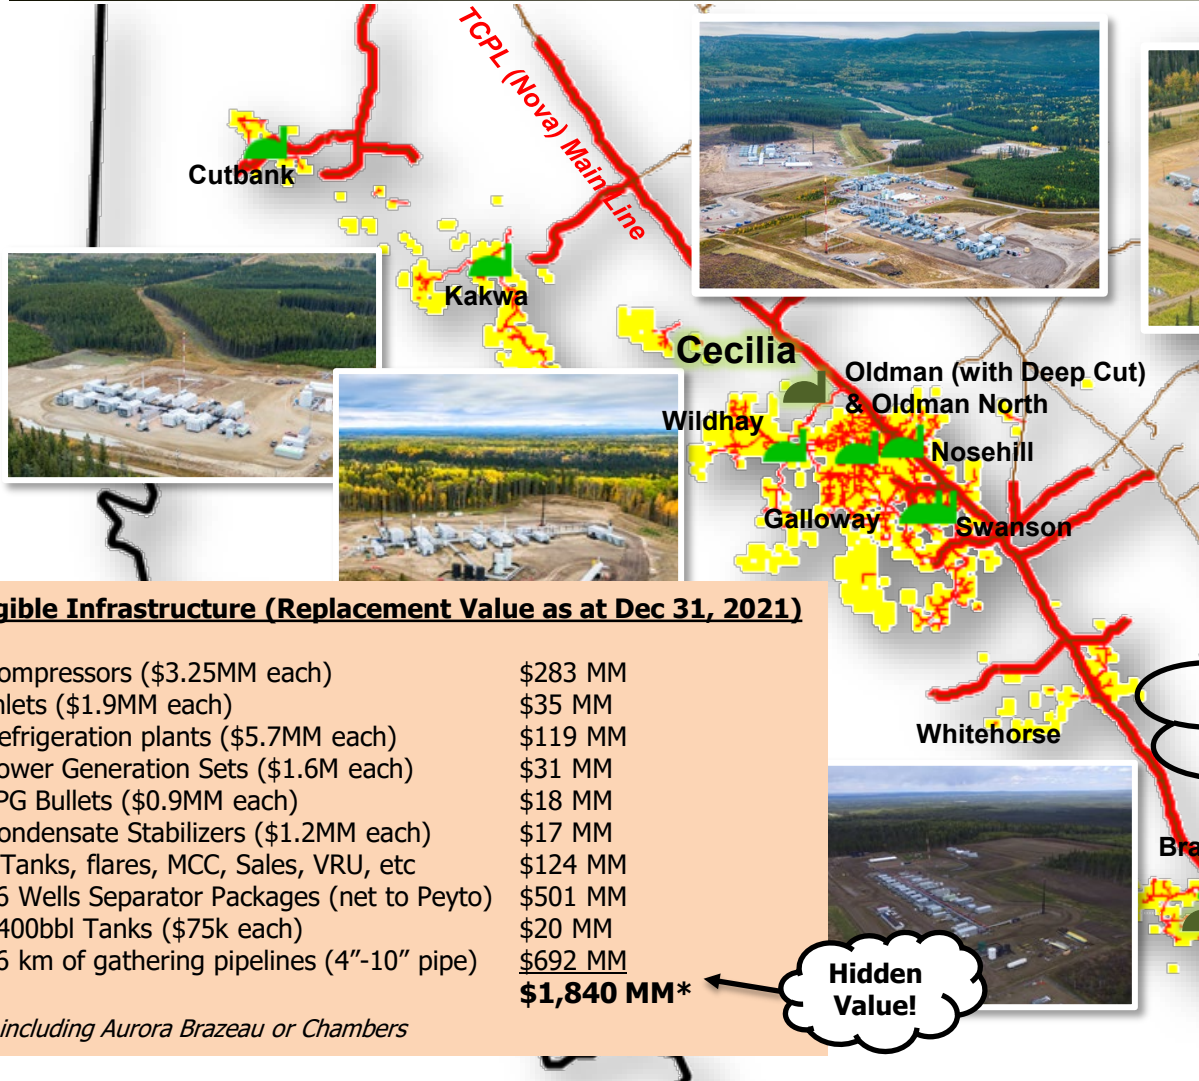 TCPL (Nova) Main Line
Cutbank
Kakwa
Cecilia
Oldman (with Deep Cut)
& Oldman North
Wildhay
Nosehill
Galloway
Swanson
Whitehorse
Bra
gible Infrastructure (Replacement Value as at Dec 31, 2021)
ompressors ($3.25MM each) $283 MM
nlets ($1.9MM each) $35 MM
efrigeration plants ($5.7MM each) $119 MM
ower Generation Sets ($1.6M each) $31 MM
PG Bullets ($0.9MM each) $18 MM
ondensate Stabilizers ($1.2MM each) $17 MM
Tanks, flares, MCC, Sales, VRU, etc $124 MM
6 Wells Separator Packages (net to Peyto) $501 MM
400bbl Tanks ($75k each) $20 MM
6 km of gathering pipelines (4”-10” pipe) $692 MM
$1,840 MM*
including Aurora Brazeau or Chambers
Hidden
Value!